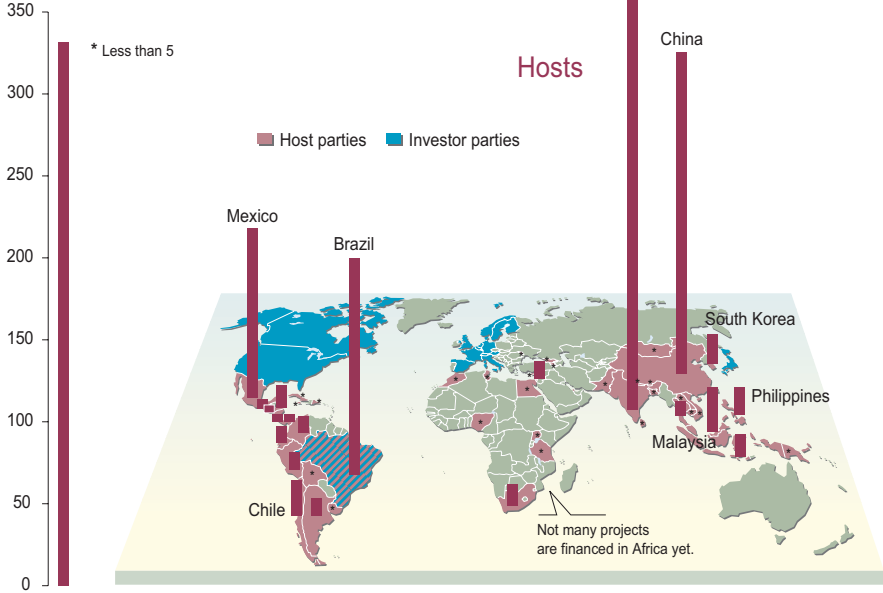 350
300
250
200
150
100
50
0
* Less than 5
Hosts
Host parties
Investor parties
Mexico
Brazil
China
South Korea
Philippines
Malaysia
Chile
Not many projects
are financed in Africa yet.